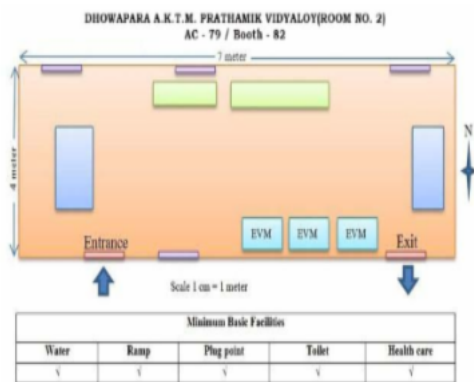 DHOWAPARA A.K.T.M. PRATHAMIK VIDYALOY(ROOM NO. 2)
AC - 79 / Booth - 82
7 meter
4 meter
N
EVM EVM EVM
Entrance Exit
Scale 1 cm = 1 meter
Minimum Basic Facilities
Water Ramp Plug point Toilet Health care
√ √ √ √ √